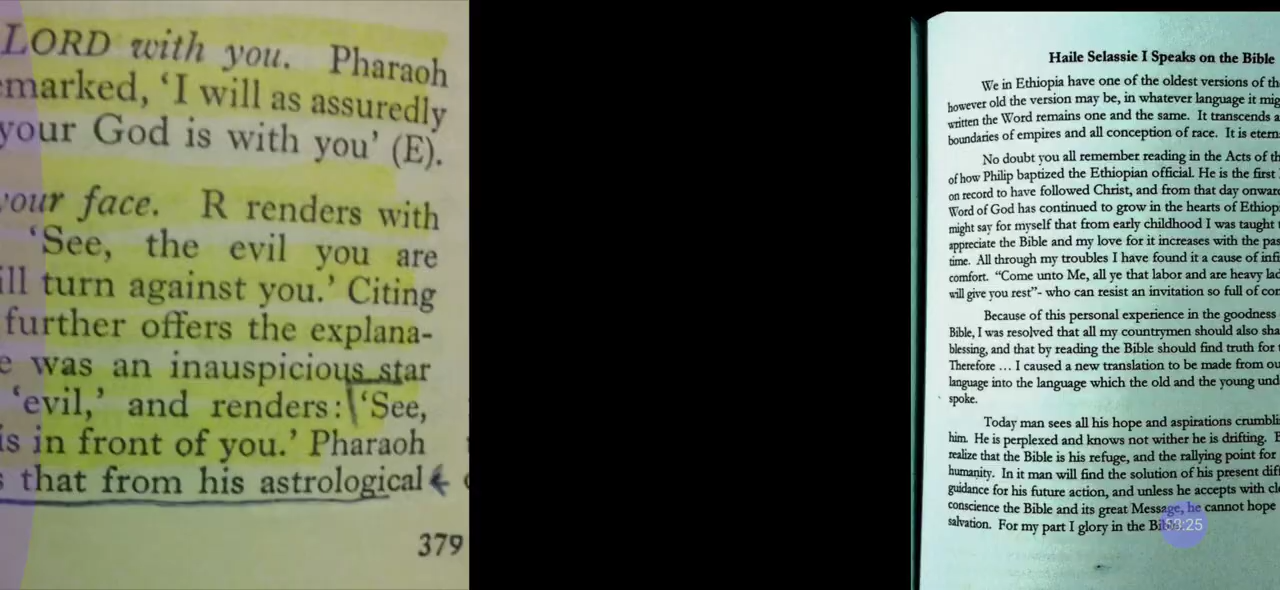 LORD with you. Pharaoh
emarked, ‘I will as assuredly
your God is with you’ (E).
your face. R renders with
‘See, the evil you are
ill turn against you.’ Citing
further offers the explana-
e was an inauspicious star
‘evil,’ and renders: ‘See,
is in front of you.’ Pharaoh
s that from his astrological
379
Haile Selassie I Speaks on the Bible
We in Ethiopia have one of the oldest versions of th
however old the version may be, in whatever language it mig
written the Word remains one and the same. It transcends a
boundaries of empires and all conception of race. It is etern
No doubt you all remember reading in the Acts of th
of how Philip baptized the Ethiopian official. He is the first
on record to have followed Christ, and from that day onwar
Word of God has continued to grow in the hearts of Ethiop
might say for myself that from early childhood I was taught
appreciate the Bible and my love for it increases with the pas
time. All through my troubles I have found it a cause of infi
comfort. “Come unto Me, all ye that labor and are heavy lad
will give you rest”- who can resist an invitation so full of con
Because of this personal experience in the goodness
Bible, I was resolved that all my countrymen should also sha
blessing, and that by reading the Bible should find truth for
Therefore ... I caused a new translation to be made from ou
language into the language which the old and the young und
spoke.
Today man sees all his hope and aspirations crumbli
him. He is perplexed and knows not wither he is drifting. B
realize that the Bible is his refuge, and the rallying point for
humanity. In it man will find the solution of his present diff
guidance for his future action, and unless he accepts with cl
conscience the Bible and its great Message, he cannot hope
salvation. For my part I glory in the Bi